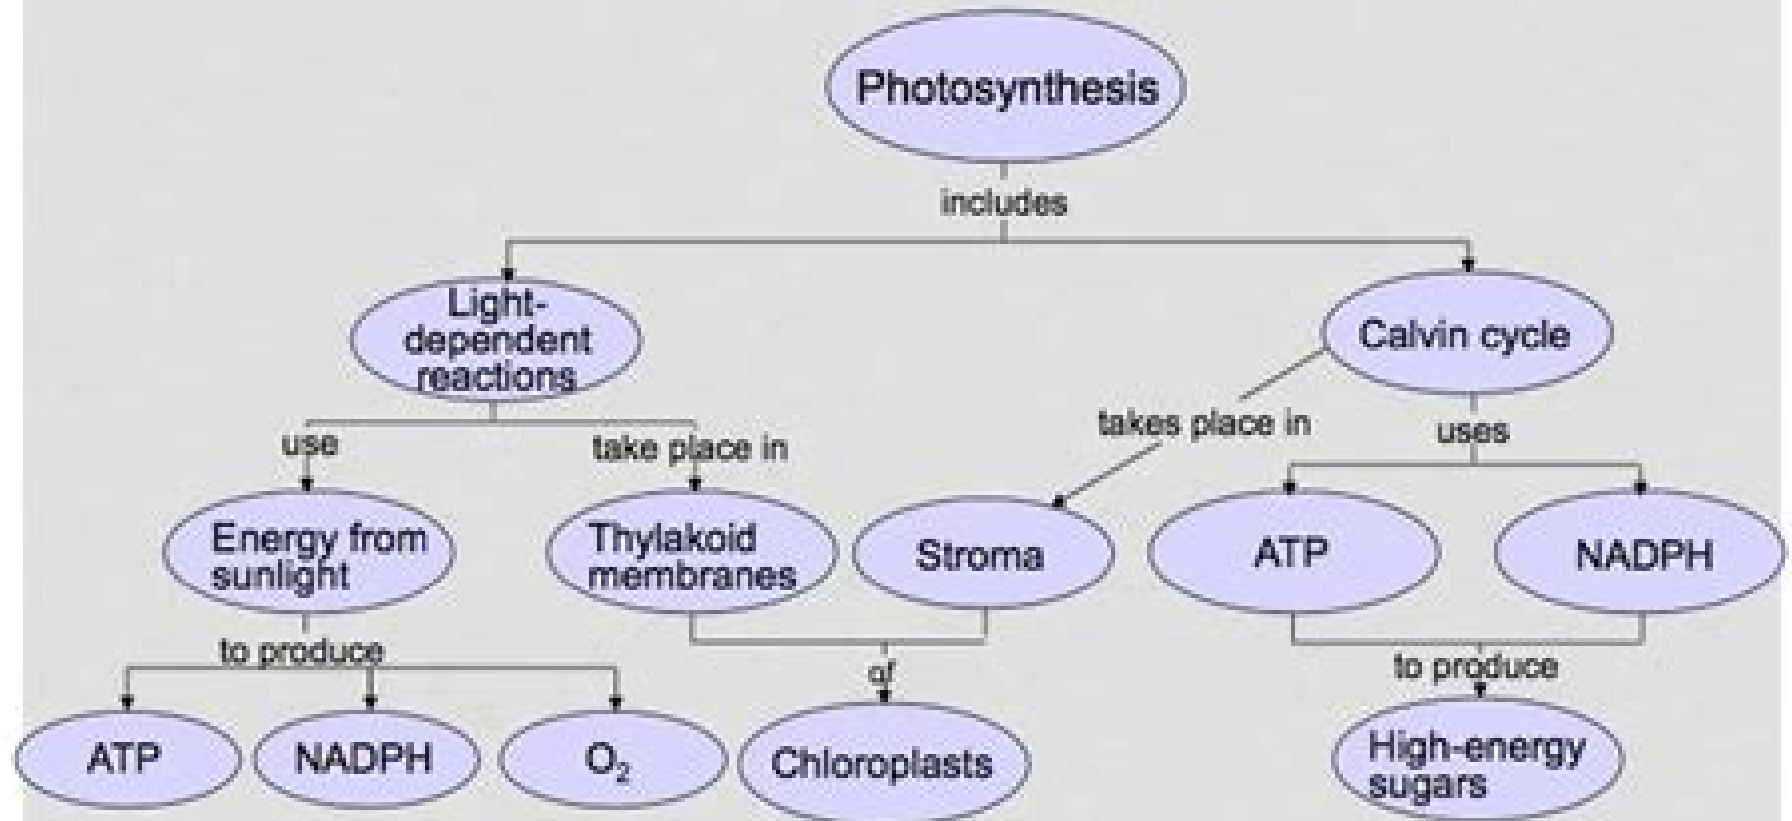 Photosynthesis
includes
Light-
dependent
reactions
Calvin cycle
use
take place in
takes place in
uses
Energy from
sunlight
Thylakoid
membranes
Stroma
ATP
NADPH
to produce
of
to produce
ATP
NADPH
O₂
Chloroplasts
High-energy
sugars